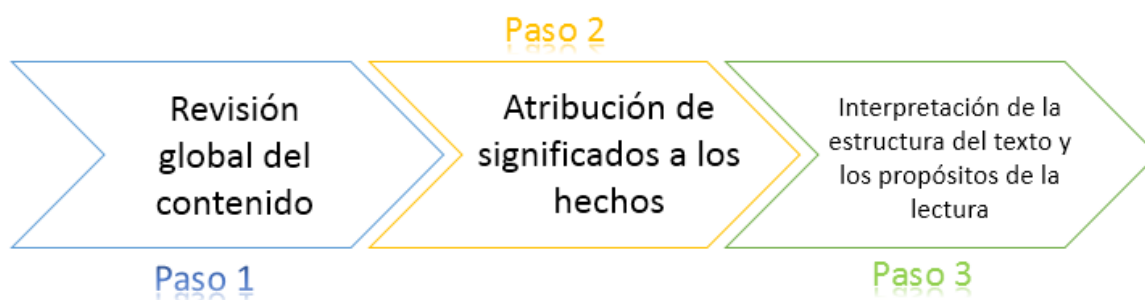 Paso 2
Revisión
global del
contenido
Atribución de
significados a los
hechos
Interpretación de la
estructura del texto y
los propósitos de la
lectura
Paso 1
Paso 3